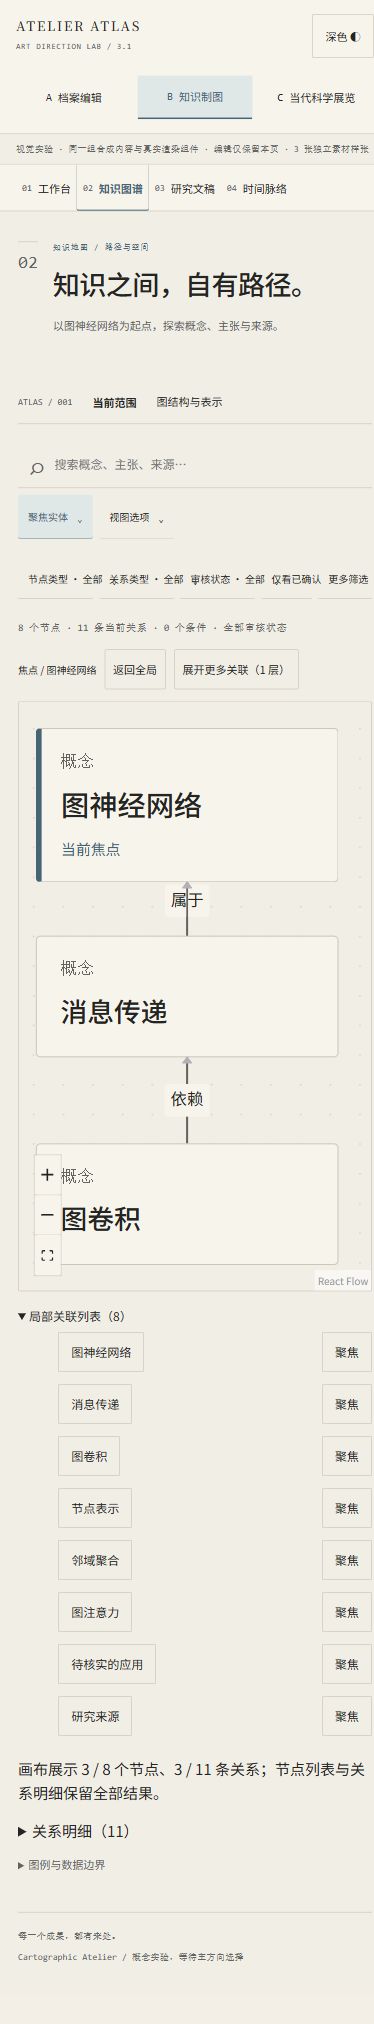 ATELIER ATLAS
ART DIRECTION LAB / 3.1
深色
A 档案编辑
B 知识制图
C 当代科学展览
视觉实验 · 同一组合成内容与真实渲染组件 · 编辑仅保留本页 · 3 张独立素材样张
01 工作台
02 知识图谱
03 研究文稿
04 时间脉络
02
知识地图 / 路径与空间
知识之间，自有路径。
以图神经网络为起点，探索概念、主张与来源。
ATLAS / 001
当前范围
图结构与表示
搜索概念、主张、来源…
聚焦实体
视图选项
节点类型 · 全部
关系类型 · 全部
审核状态 · 全部
仅看已确认
更多筛选
8 个节点 · 11 条当前关系 · 0 个条件 · 全部审核状态
焦点 / 图神经网络
返回全局
展开更多关联（1 层）
概念
图神经网络
当前焦点
属于
概念
消息传递
依赖
概念
图卷积
React Flow
▼ 局部关联列表（8）
图神经网络 聚焦
消息传递 聚焦
图卷积 聚焦
节点表示 聚焦
邻域聚合 聚焦
图注意力 聚焦
待核实的应用 聚焦
研究来源 聚焦
画布展示 3 / 8 个节点、3 / 11 条关系；节点列表与关
系明细保留全部结果。
▶ 关系明细（11）
▶ 图例与数据边界
每一个成果，都有来处。
Cartographic Atelier / 概念实验，等待主方向选择